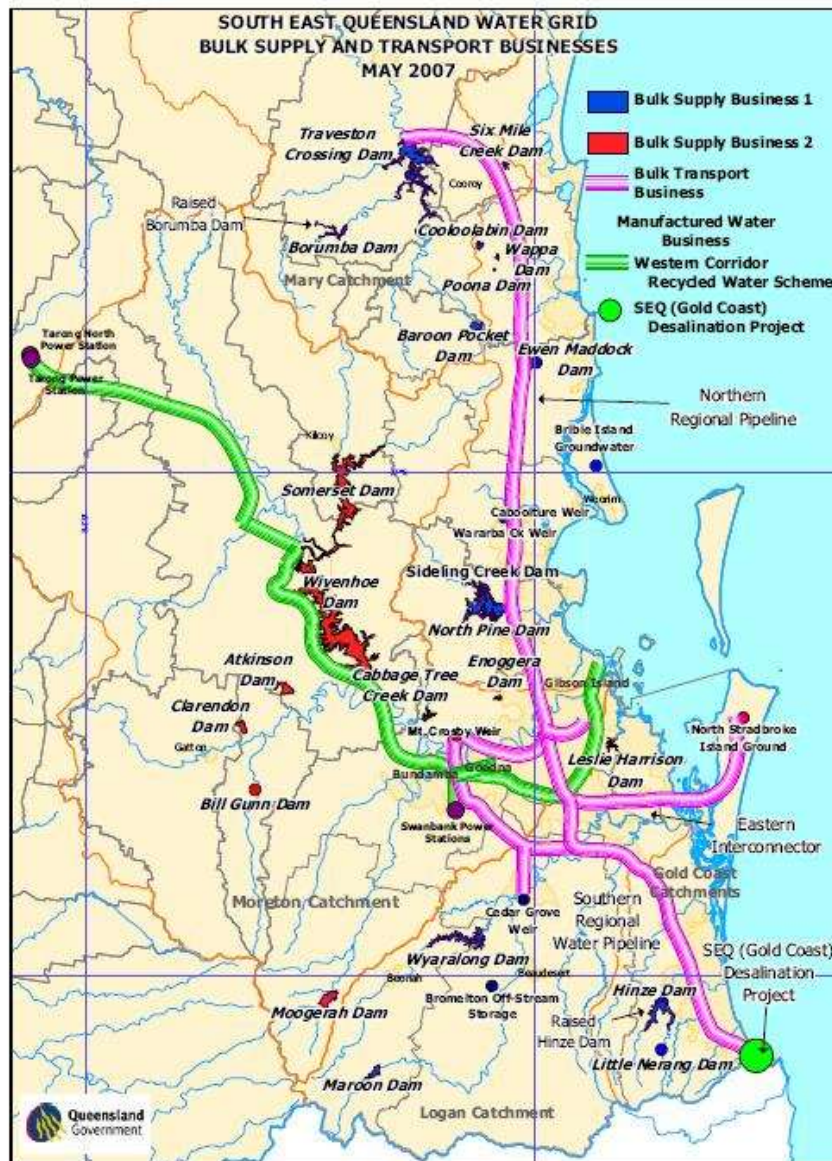 SOUTH EAST QUEENSLAND WATER GRID
BULK SUPPLY AND TRANSPORT BUSINESSES
MAY 2007
Bulk Supply Business 1
Bulk Supply Business 2
Bulk Transport
Business
Manufactured Water
Business
Western Corridor
Recycled Water Scheme
SEQ (Gold Coast)
Desalination Project
Traveston
Crossing Dam
Six Mile
Creek Dam
Cooroy
Raised
Borumba Dam
Borumba Dam
Cooloolabin Dam
Wappa
Dam
Poona Dam
Mary Catchment
Baroon Pocket
Dam
Ewen Maddock
Dam
Tarong North
Power Station
Tarong Power
Station
Northern
Regional Pipeline
Kilcoy
Bribie Island
Groundwater
Woorim
Somerset Dam
Caboolture Weir
Wararba Ck Weir
Sideling Creek Dam
Wivenhoe
Dam
North Pine Dam
Enoggera
Dam
Atkinson
Dam
Cabbage Tree
Creek Dam
Gibson Island
Clarendon
Dam
Gatton
Mt. Crosby Weir
North Stradbroke
Island Ground
Leslie Harrison
Dam
Bundamba
Goodna
Bill Gunn Dam
Swanbank Power
Stations
Eastern
Interconnector
Gold Coast
Catchments
Moreton Catchment
Cedar Grove
Weir
Southern
Regional
Water Pipeline
SEQ (Gold Coast)
Desalination
Project
Wyaralong Dam
Boonah
Beaudesert
Bromelton Off-Stream
Storage
Hinze Dam
Moogerah Dam
Raised
Hinze Dam
Little Nerang Dam
Maroon Dam
Logan Catchment
Queensland
Government